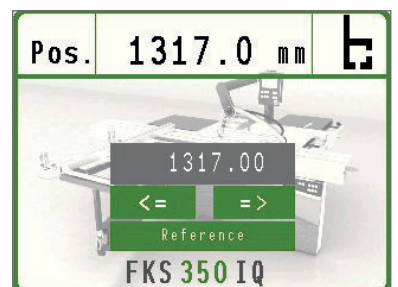 Pos. 1317.0 mm
1317.00
<= =>
Reference
FKS 350 IQ